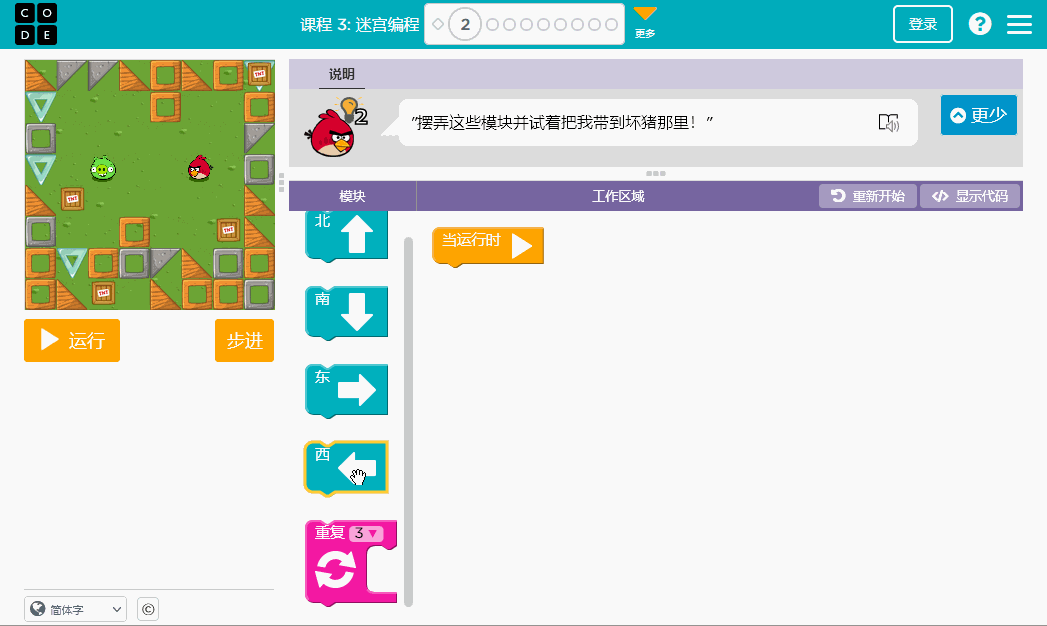 CODE
课程 3: 迷宫编程
2
更多
登录
?
说明
2
"摆弄这些模块并试着把我带到坏猪那里！"
更少
模块
工作区域
重新开始
显示代码
TNT
TNT
TNT
TNT
北
南
东
西
重复 3
当运行时
运行
步进
简体字
©